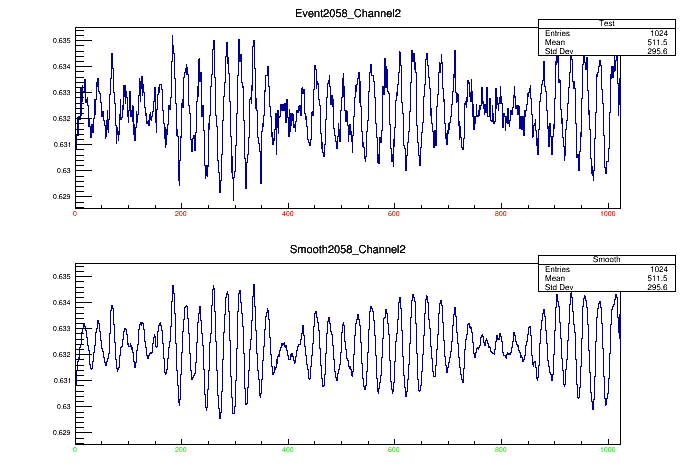 Event2058_Channel2
Test
Entries 1024
Mean 511.5
Std Dev 295.6
0.635
0.634
0.633
0.632
0.631
0.63
0.629
0 200 400 600 800 1000
Smooth2058_Channel2
Smooth
Entries 1024
Mean 511.5
Std Dev 295.6
0.635
0.634
0.633
0.632
0.631
0.63
0.629
0 200 400 600 800 1000